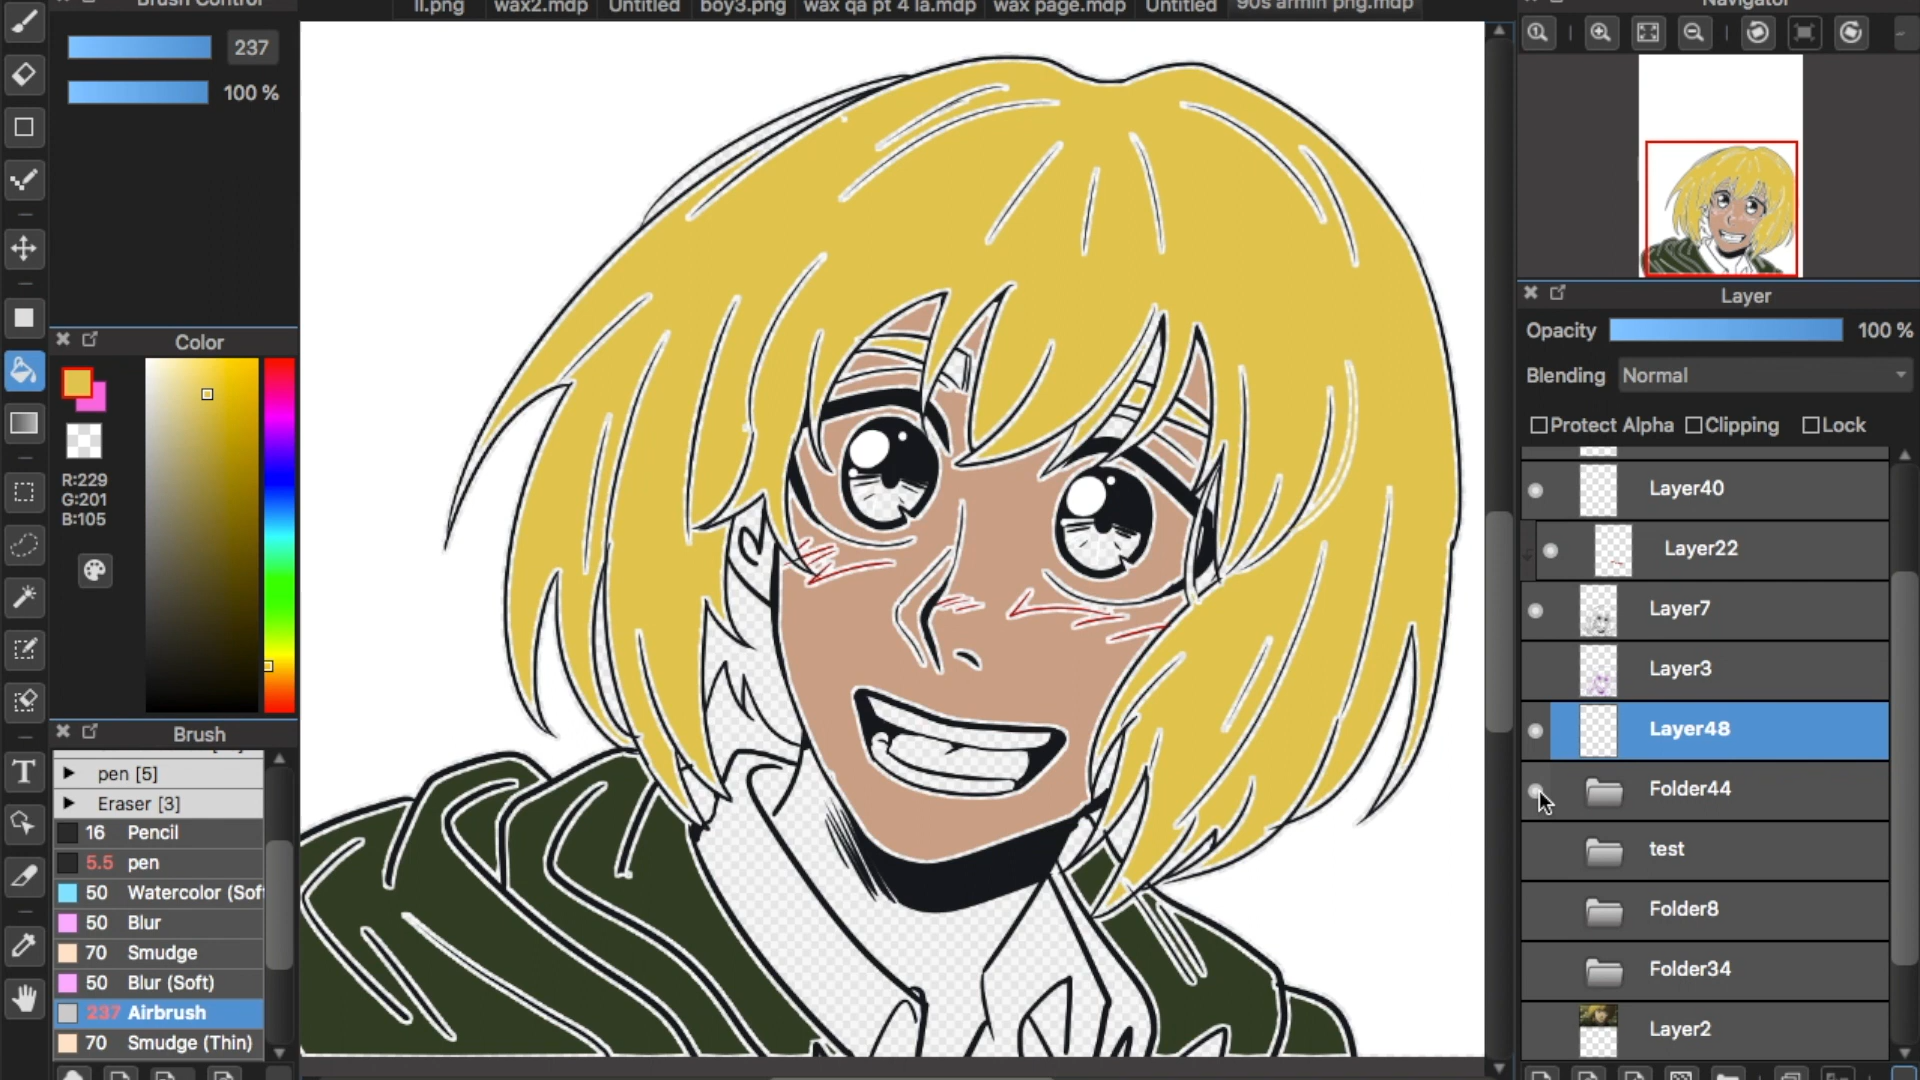 Brush Control
ll.png wax2.mdp Untitled boy3.png wax qa pt 4 la.mdp wax page.mdp Untitled 90s armin png.mdp
Navigator
237
100 %
Color
R:229
G:201
B:105
Brush
pen [5]
Eraser [3]
16 Pencil
5.5 pen
50 Watercolor (Sof
50 Blur
70 Smudge
50 Blur (Soft)
237 Airbrush
70 Smudge (Thin)
Layer
Opacity 100 %
Blending Normal
Protect Alpha Clipping Lock
Layer40
Layer22
Layer7
Layer3
Layer48
Folder44
test
Folder8
Folder34
Layer2